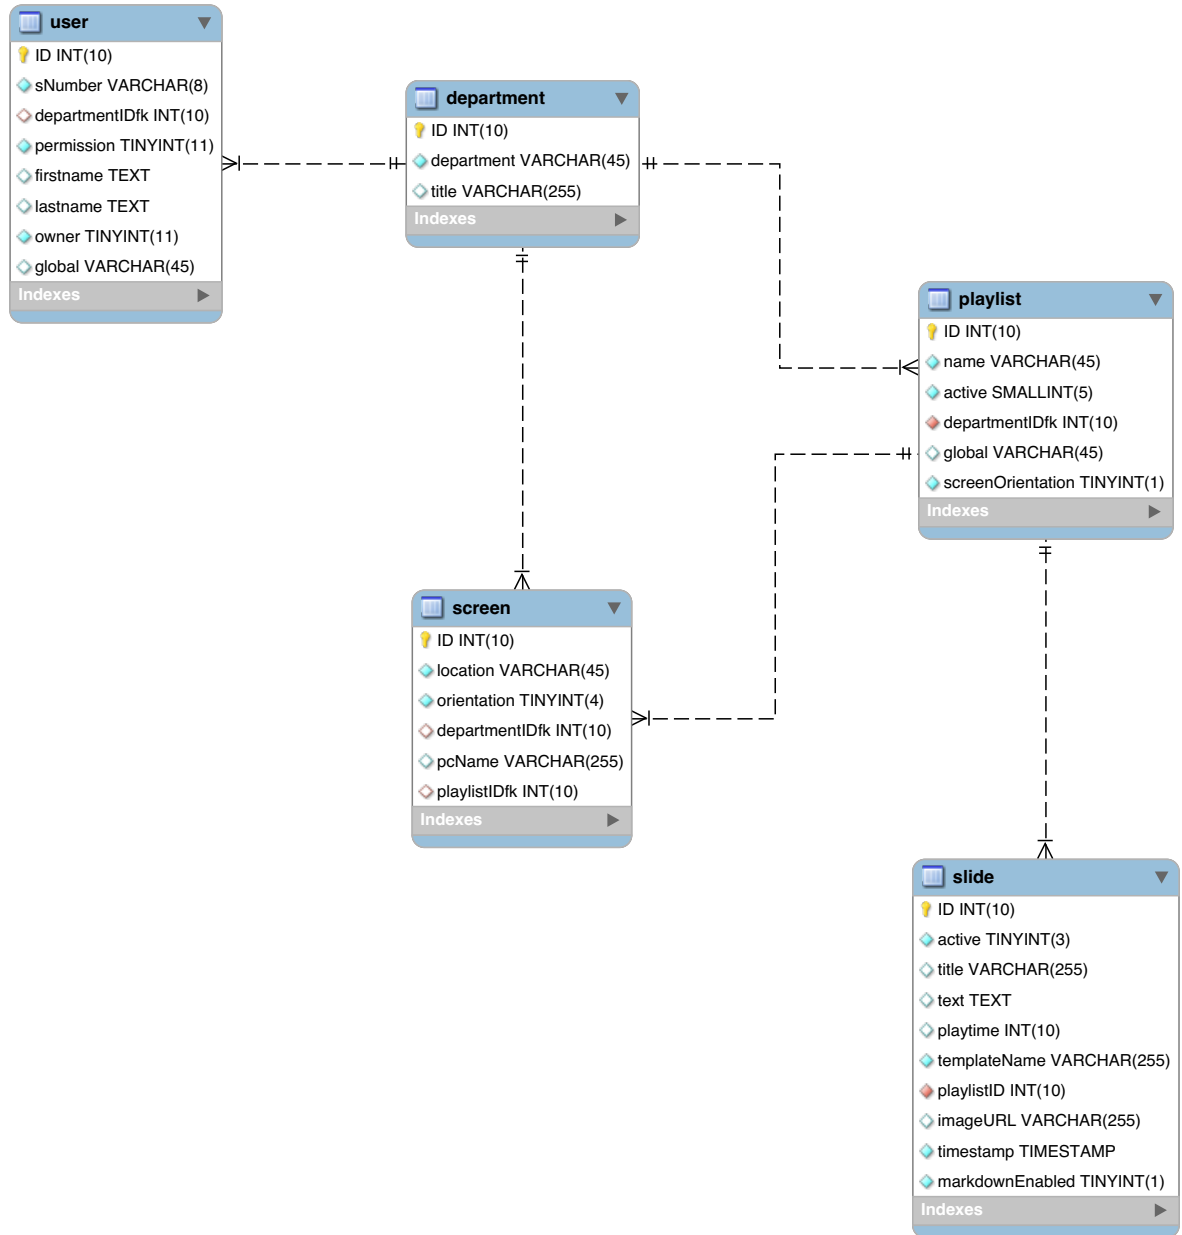 user
ID INT(10)
sNumber VARCHAR(8)
departmentIDfk INT(10)
permission TINYINT(11)
firstname TEXT
lastname TEXT
owner TINYINT(11)
global VARCHAR(45)
Indexes
department
ID INT(10)
department VARCHAR(45)
title VARCHAR(255)
Indexes
playlist
ID INT(10)
name VARCHAR(45)
active SMALLINT(5)
departmentIDfk INT(10)
global VARCHAR(45)
screenOrientation TINYINT(1)
Indexes
screen
ID INT(10)
location VARCHAR(45)
orientation TINYINT(4)
departmentIDfk INT(10)
pcName VARCHAR(255)
playlistIDfk INT(10)
Indexes
slide
ID INT(10)
active TINYINT(3)
title VARCHAR(255)
text TEXT
playtime INT(10)
templateName VARCHAR(255)
playlistID INT(10)
imageURL VARCHAR(255)
timestamp TIMESTAMP
markdownEnabled TINYINT(1)
Indexes